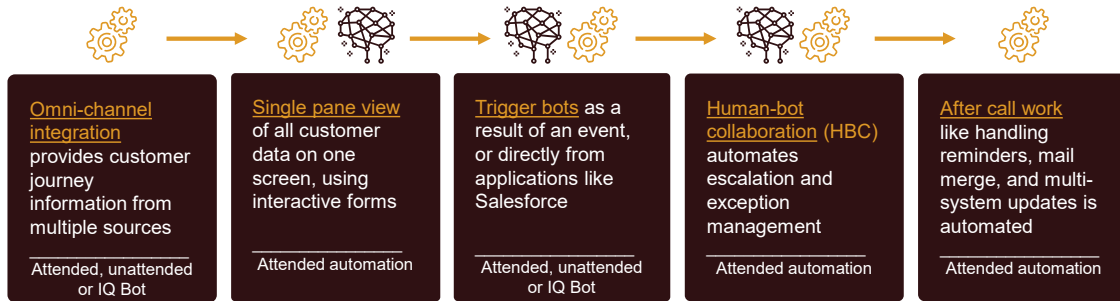 Omni-channel
integration
provides customer
journey
information from
multiple sources
Attended, unattended
or IQ Bot
Single pane view
of all customer
data on one
screen, using
interactive forms
Attended automation
Trigger bots as a
result of an event,
or directly from
applications like
Salesforce
Attended, unattended
or IQ Bot
Human-bot
collaboration (HBC)
automates
escalation and
exception
management
Attended automation
After call work
like handling
reminders, mail
merge, and multi-
system updates is
automated
Attended automation